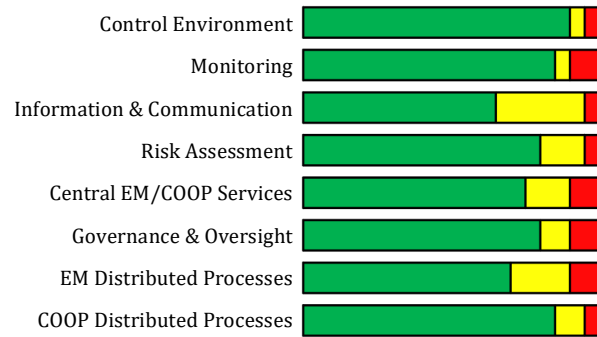 Control Environment
Monitoring
Information & Communication
Risk Assessment
Central EM/COOP Services
Governance & Oversight
EM Distributed Processes
COOP Distributed Processes